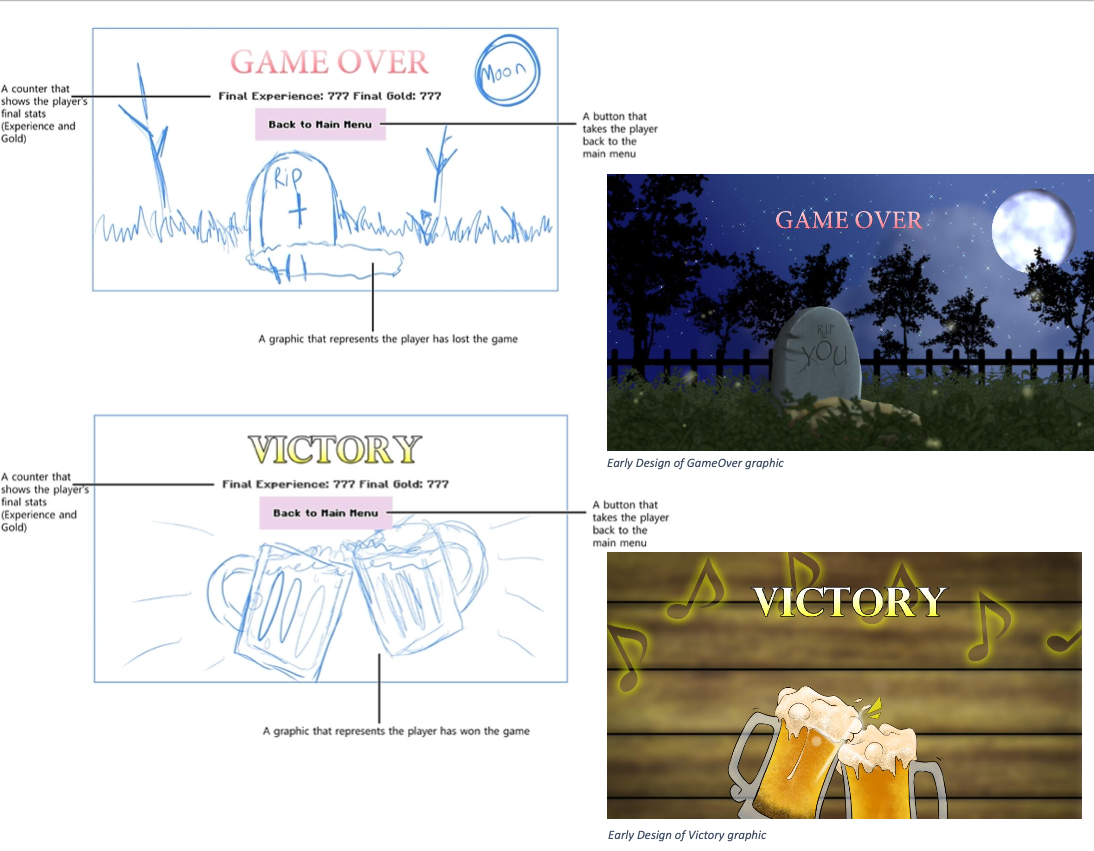 GAME OVER
Moon
A counter that
shows the player's
final stats
(Experience and
Gold)
Final Experience: 777 Final Gold: 777
Back to Main Menu
A button that
takes the player
back to the
main menu
RiP
A graphic that represents the player has lost the game
GAME OVER
RIP
YOU
Early Design of GameOver graphic
VICTORY
A counter that
shows the player's
final stats
(Experience and
Gold)
Final Experience: 777 Final Gold: 777
Back to Main Menu
A button that
takes the player
back to the
main menu
A graphic that represents the player has won the game
VICTORY
Early Design of Victory graphic